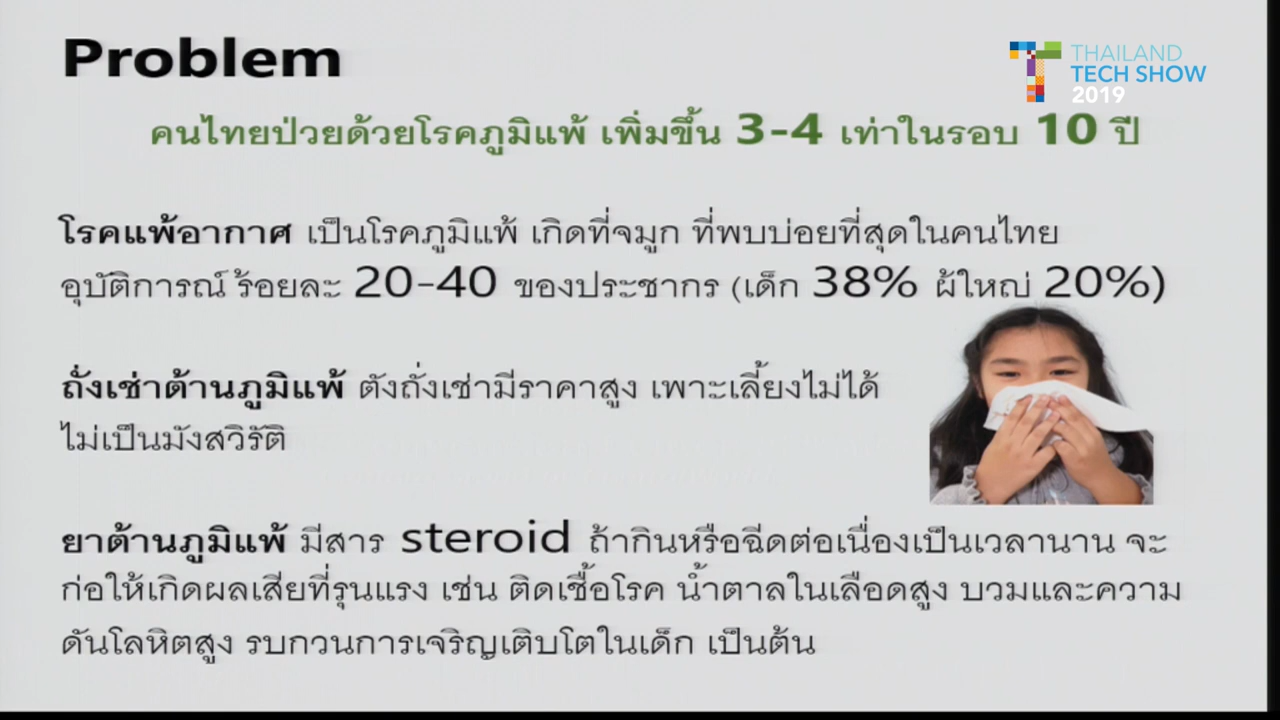 Problem
THAILAND
TECH SHOW
2019
คนไทยป่วยด้วยโรคภูมิแพ้ เพิ่มขึ้น 3-4 เท่าในรอบ 10 ปี
โรคแพ้อากาศ เป็นโรคภูมิแพ้ เกิดที่จมูก ที่พบบ่อยที่สุดในคนไทย
อุบัติการณ์ ร้อยละ 20-40 ของประชากร (เด็ก 38% ผ้ใหญ่ 20%)
ถั่งเช่าต้านภูมิแพ้ ตังถั่งเช่ามีราคาสูง เพาะเลี้ยงไม่ได้
ไม่เป็นมังสวิรัติ
ยาต้านภูมิแพ้ มีสาร steroid ถ้ากินหรือฉีดต่อเนื่องเป็นเวลานาน จะ
ก่อให้เกิดผลเสียที่รุนแรง เช่น ติดเชื้อโรค น้ำตาลในเลือดสูง บวมและความ
ดันโลหิตสูง รบกวนการเจริญเติบโตในเด็ก เป็นต้น